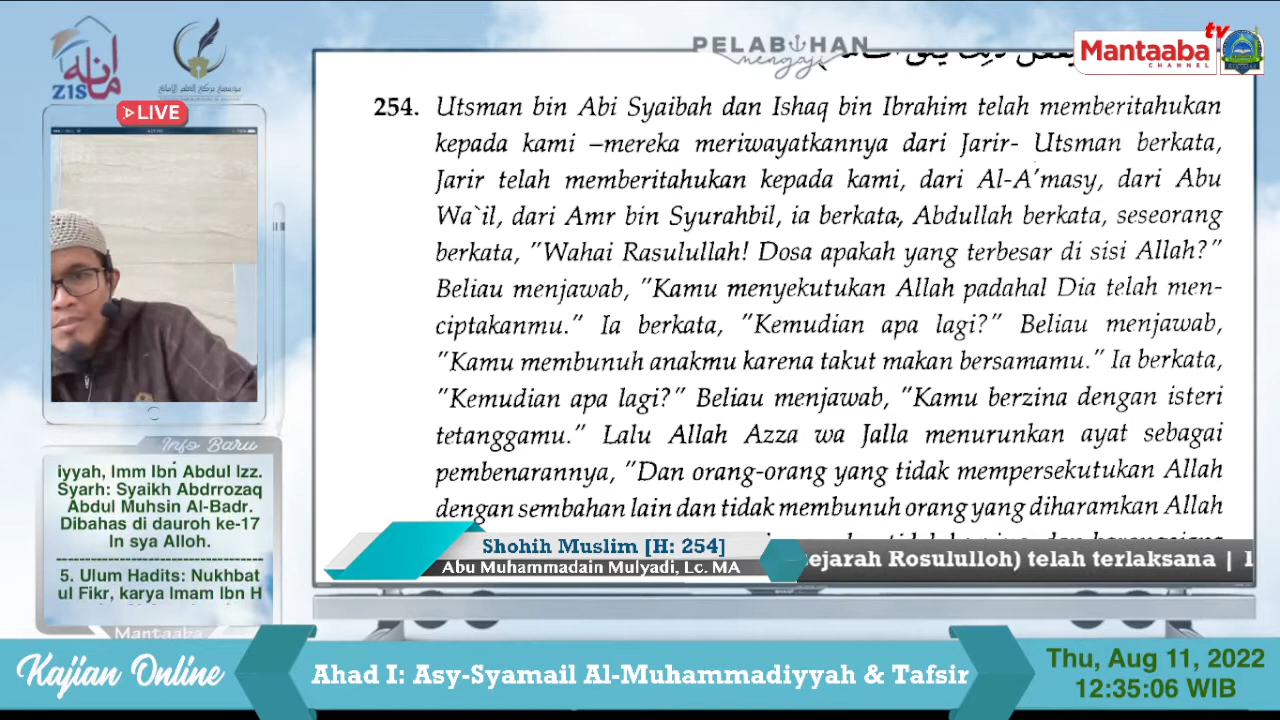 PELABUHAN
mengaji
tv
Mantaaba
CHANNEL
ZIS
LIVE
254. Utsman bin Abi Syaibah dan Ishaq bin Ibrahim telah memberitahukan
kepada kami –mereka meriwayatkannya dari Jarir- Utsman berkata,
Jarir telah memberitahukan kepada kami, dari Al-A'masy, dari Abu
Wa`il, dari Amr bin Syurahbil, ia berkata, Abdullah berkata, seseorang
berkata, "Wahai Rasulullah! Dosa apakah yang terbesar di sisi Allah?"
Beliau menjawab, "Kamu menyekutukan Allah padahal Dia telah men-
ciptakanmu." Ia berkata, "Kemudian apa lagi?" Beliau menjawab,
"Kamu membunuh anakmu karena takut makan bersamamu." Ia berkata,
"Kemudian apa lagi?" Beliau menjawab, "Kamu berzina dengan isteri
tetanggamu." Lalu Allah Azza wa Jalla menurunkan ayat sebagai
pembenarannya, "Dan orang-orang yang tidak mempersekutukan Allah
dengan sembahan lain dan tidak membunuh orang yang diharamkan Allah
Info Baru
iyyah, Imm Ibn Abdul Izz.
Syarh: Syaikh Abdrrozaq
Abdul Muhsin Al-Badr.
Dibahas di dauroh ke-17
In sya Alloh.
5. Ulum Hadits: Nukhbat
ul Fikr, karya Imam Ibn H
Mantaaba
Shohih Muslim [H: 254]
Abu Muhammadain Mulyadi, Lc. MA
ejarah Rosululloh) telah terlaksana |
Kajian Online
Ahad I: Asy-Syamail Al-Muhammadiyyah & Tafsir
Thu, Aug 11, 2022
12:35:06 WIB